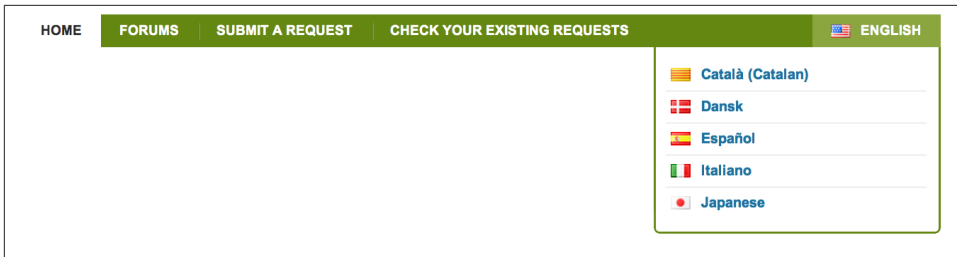 HOME FORUMS SUBMIT A REQUEST CHECK YOUR EXISTING REQUESTS ENGLISH
Català (Catalan)
Dansk
Español
Italiano
Japanese